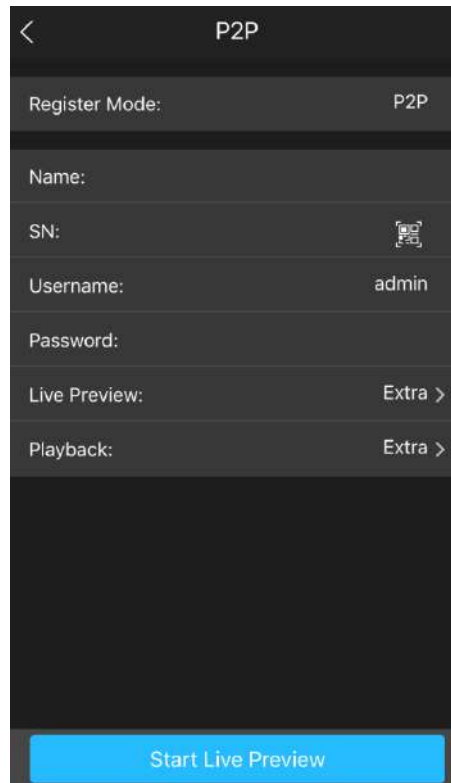 P2P
Register Mode: P2P
Name:
SN:
Username: admin
Password:
Live Preview: Extra >
Playback: Extra >
Start Live Preview